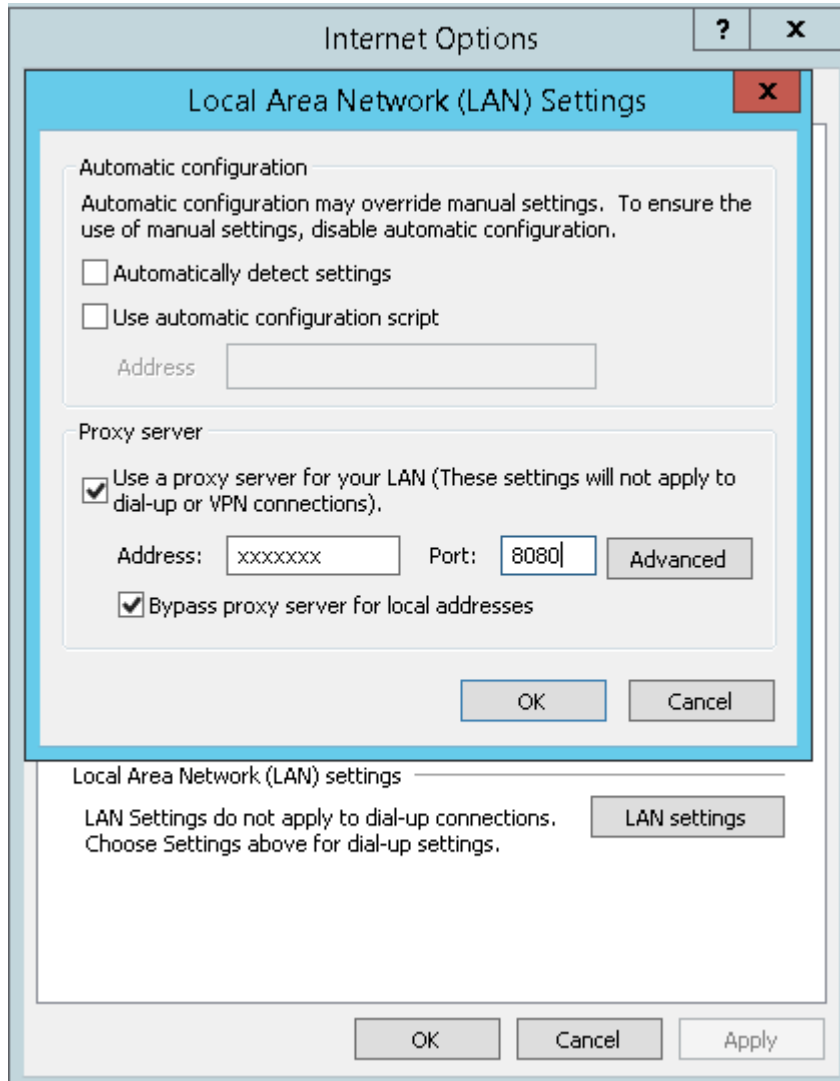 Internet Options
? x
Local Area Network (LAN) Settings
x
Automatic configuration
Automatic configuration may override manual settings. To ensure the
use of manual settings, disable automatic configuration.
Automatically detect settings
Use automatic configuration script
Address
Proxy server
Use a proxy server for your LAN (These settings will not apply to
dial-up or VPN connections).
Address: xxxxxxx Port: 8080 Advanced
Bypass proxy server for local addresses
OK Cancel
Local Area Network (LAN) settings
LAN Settings do not apply to dial-up connections.
Choose Settings above for dial-up settings.
LAN settings
OK Cancel Apply